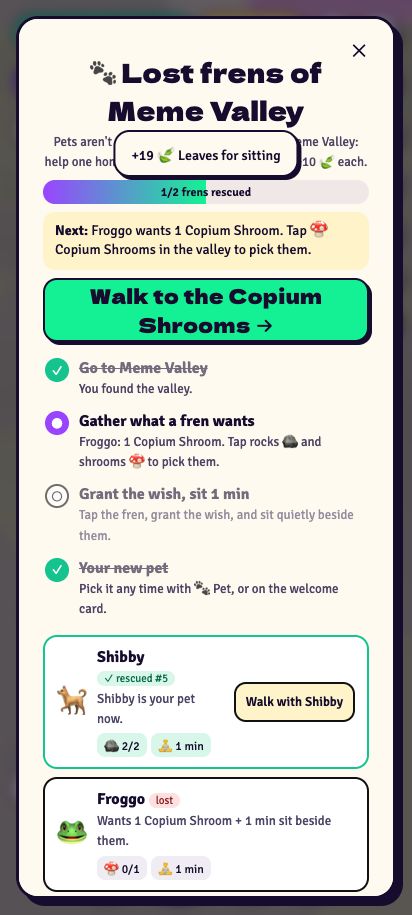 Lost frens of
Meme Valley
Pets aren't
eme Valley:
help one hon
10 each.
+19 Leaves for sitting
1/2 frens rescued
Next: Froggo wants 1 Copium Shroom. Tap
Copium Shrooms in the valley to pick them.
Walk to the Copium
Shrooms →
Go to Meme Valley
You found the valley.
Gather what a fren wants
Froggo: 1 Copium Shroom. Tap rocks and
shrooms to pick them.
Grant the wish, sit 1 min
Tap the fren, grant the wish, and sit quietly beside
them.
Your new pet
Pick it any time with Pet, or on the welcome
card.
Shibby
✓ rescued #5
Shibby is your pet
now.
2/2 1 min
Walk with Shibby
Froggo lost
Wants 1 Copium Shroom + 1 min sit beside
them.
0/1 1 min